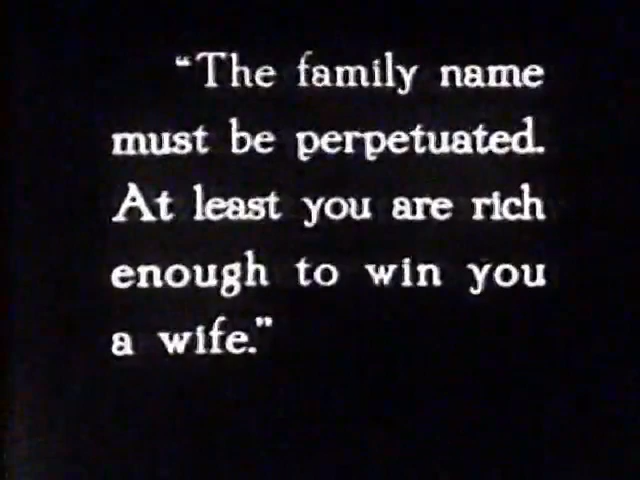 “The family name
must be perpetuated.
At least you are rich
enough to win you
a wife.”